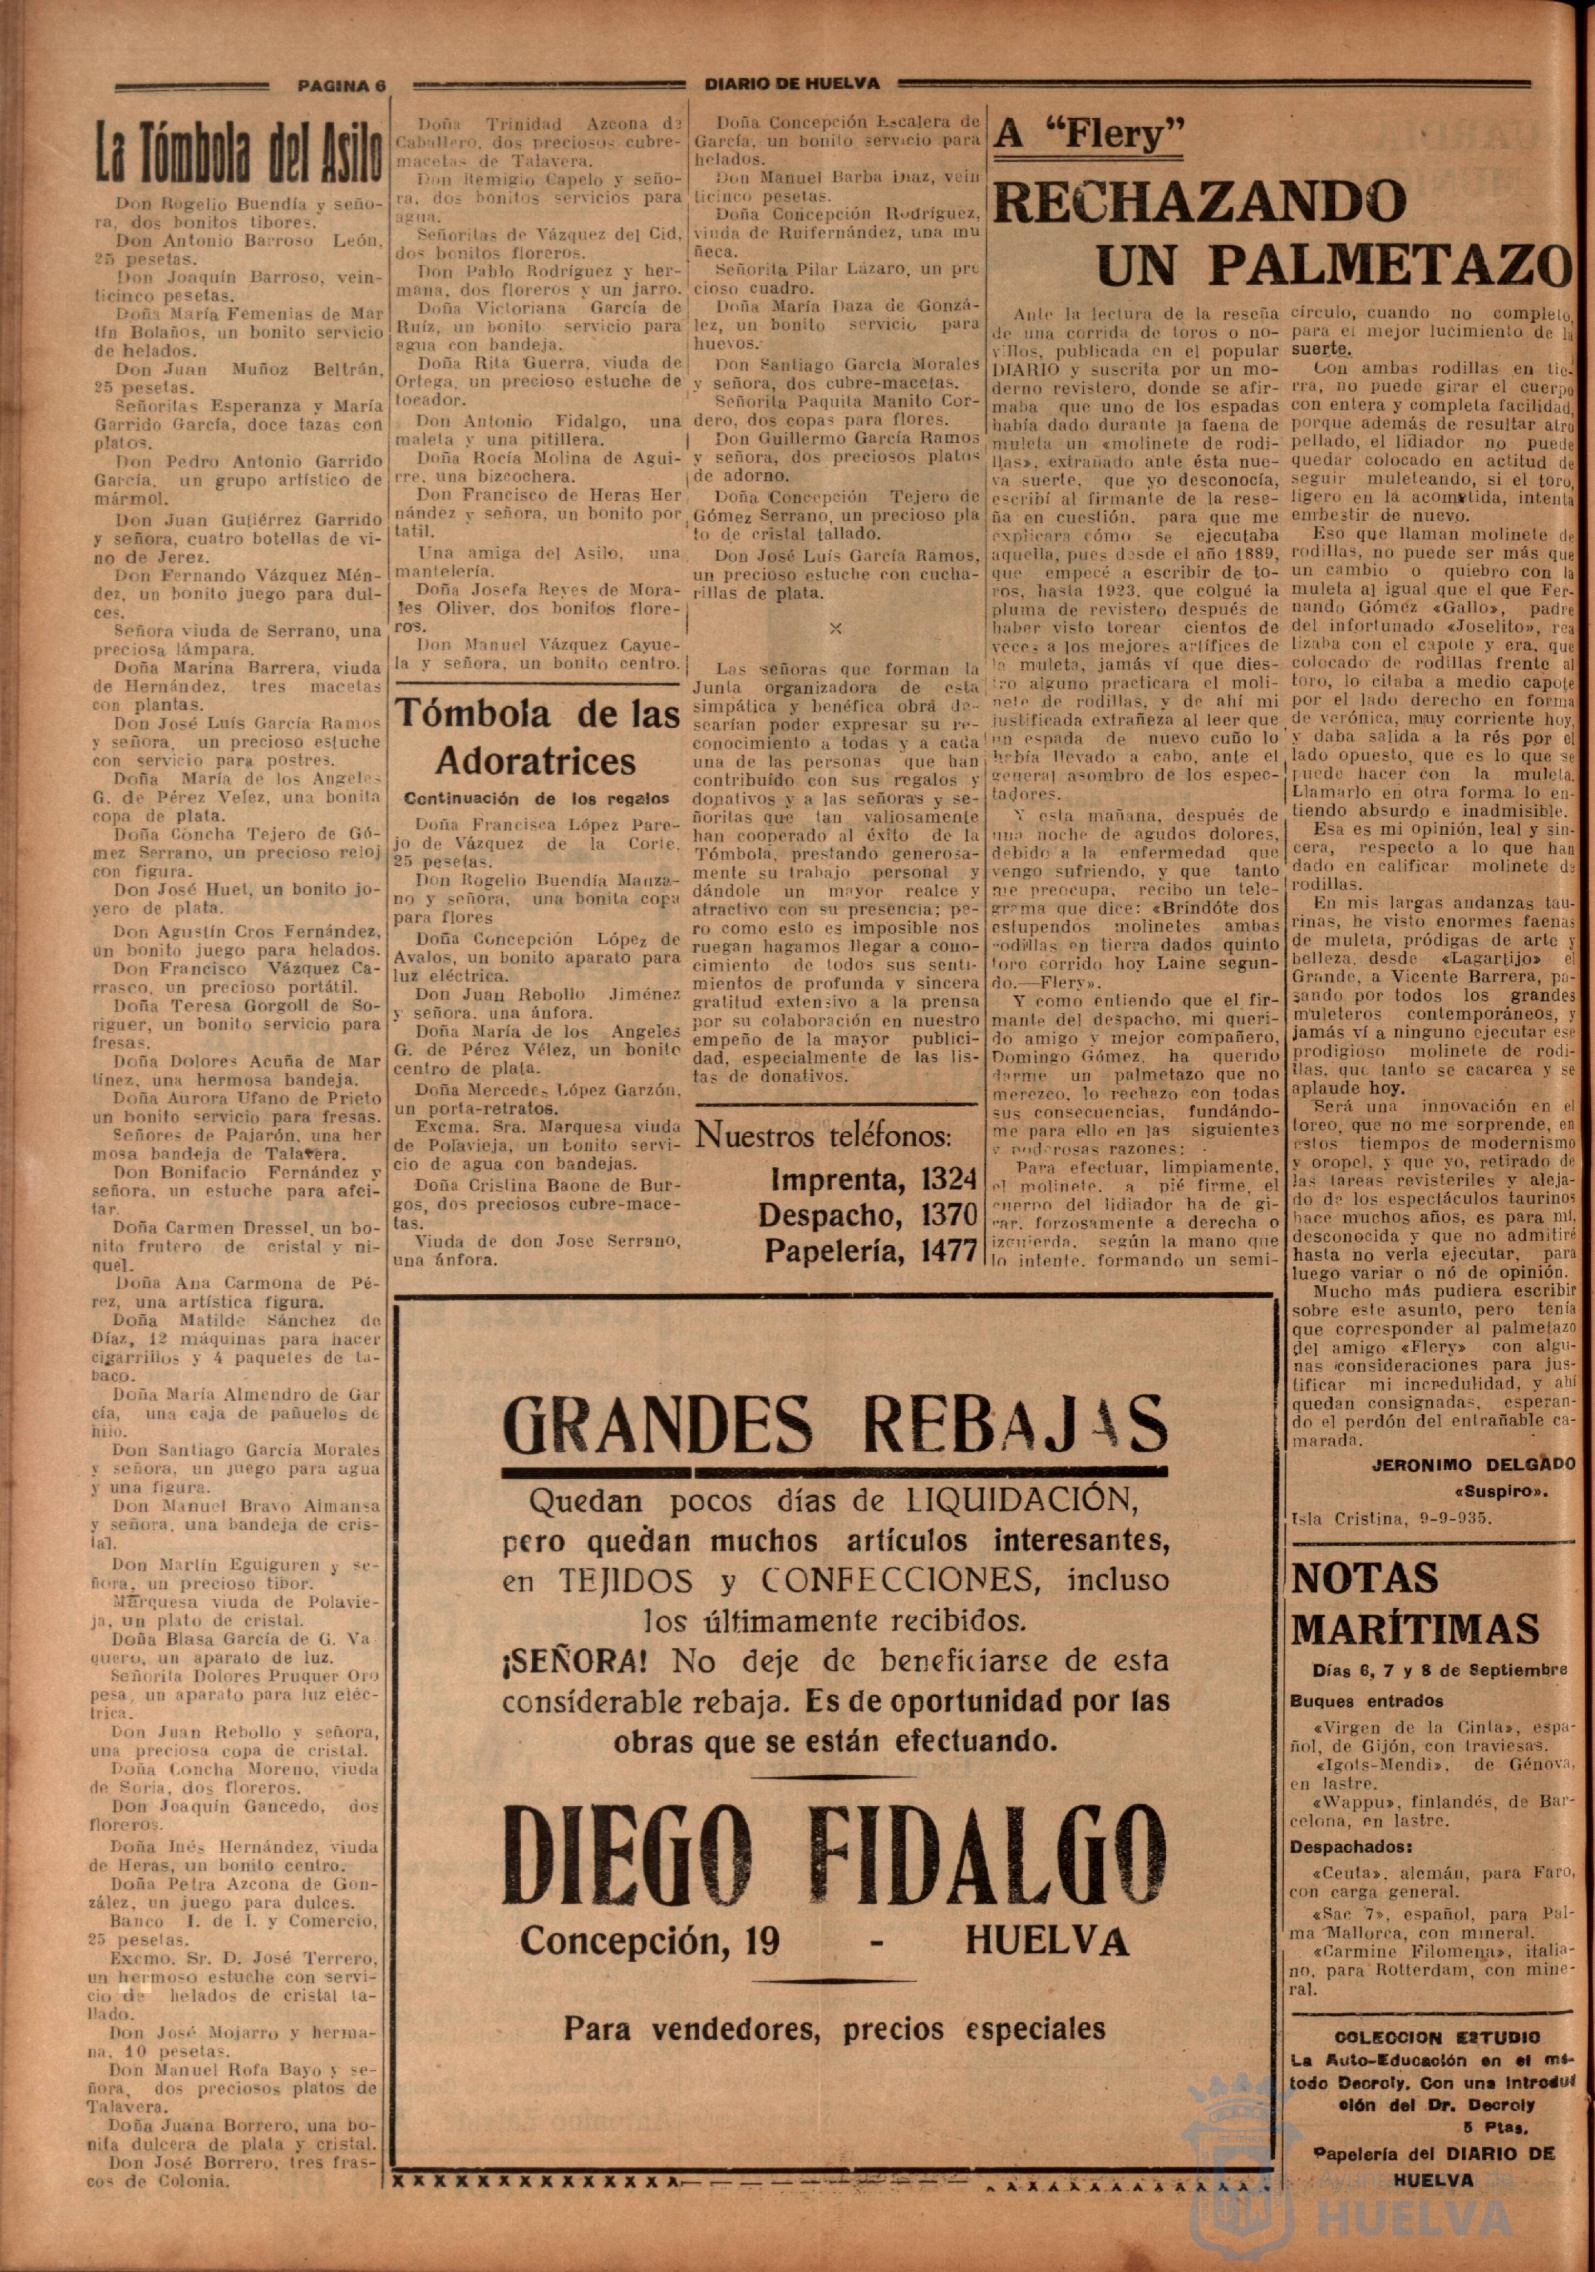 PAGINA 6
DIARIO DE HUELVA
La Tómbola del Asilo
Don Rogelio Buendía y seño-
ra, dos bonitos tibores.
Don Antonio Barroso León,
25 pesetas.
Don Joaquín Barroso, vein-
ticinco pesetas.
Doña María Femenias de Mar
tín Bolaños, un bonito servicio
de helados.
Don Juan Muñoz Beltrán,
25 pesetas.
Señoritas Esperanza y María
Garrido García, doce tazas con
platos.
Don Pedro Antonio Garrido
García, un grupo artístico de
mármol.
Don Juan Gutiérrez Garrido
y señora, cuatro botellas de vi-
no de Jerez.
Don Fernando Vázquez Mén-
dez, un bonito juego para dul-
ces.
Señora viuda de Serrano, una
preciosa lámpara.
Doña Marina Barrera, viuda
de Hernández, tres macetas
con plantas.
Don José Luís García Ramos
y señora, un precioso estuche
con servicio para postres.
Doña María de los Angeles
G. de Pérez Velez, una bonita
copa de plata.
Doña Concha Tejero de Gó-
mez Serrano, un precioso reloj
con figura.
Don José Huet, un bonito jo-
yero de plata.
Don Agustín Cros Fernández,
un bonito juego para helados.
Don Francisco Vázquez Ca-
rrasco, un precioso portátil.
Doña Teresa Gorgoll de So-
riguer, un bonito servicio para
fresas.
Doña Dolores Acuña de Mar
tínez, una hermosa bandeja.
Doña Aurora Ufano de Prieto
un bonito servicio para fresas.
Señores de Pajarón, una her
mosa bandeja de Talavera.
Don Bonifacio Fernández y
señora, un estuche para afei-
tar.
Doña Carmen Dressel, un bo-
nito frutero de cristal y ni-
quel.
Doña Ana Carmona de Pé-
rez, una artística figura.
Doña Matilde Sánchez de
Díaz, 12 máquinas para hacer
cigarrillos y 4 paquetes de ta-
baco.
Doña María Almendro de Gar
cía, una caja de pañuelos de
hilo.
Don Santiago García Morales
y señora, un juego para agua
y una figura.
Don Manuel Bravo Aimansa
y señora, una bandeja de cris-
tal.
Don Martín Eguiguren y se-
ñora, un precioso tibor.
Marquesa viuda de Polavie-
ja, un plato de cristal.
Doña Blasa García de G. Va
quero, un aparato de luz.
Señorita Dolores Pruquer Oro
pesa, un aparato para luz eléc-
trica.
Don Juan Rebollo y señora,
una preciosa copa de cristal.
Doña Concha Moreno, viuda
de Soria, dos floreros.
Don Joaquín Gancedo, dos
floreros.
Doña Inés Hernández, viuda
de Heras, un bonito centro.
Doña Petra Azcona de Gon-
zález, un juego para dulces.
Banco I. de I. y Comercio,
25 pesetas.
Excmo. Sr. D. José Terrero,
un hermoso estuche con servi-
cio de helados de cristal ta-
llado.
Don José Mojarro y herma-
na, 10 pesetas.
Don Manuel Rofa Bayo y se-
ñora, dos preciosos platos de
Talavera.
Doña Juana Borrero, una bo-
nita dulcera de plata y cristal.
Don José Borrero, tres fras-
cos de Colonia.
Doña Trinidad Azcona de
Caballero, dos preciosos cubre-
macetas de Talavera.
Don Remigio Capelo y seño-
ra, dos bonitos servicios para
agua.
Señoritas de Vázquez del Cid,
dos bonitos floreros.
Don Pablo Rodríguez y her-
mana, dos floreros y un jarro.
Doña Victoriana García de
Ruíz, un bonito servicio para
agua con bandeja.
Doña Rita Guerra, viuda de
Ortega, un precioso estuche de
tocador.
Don Antonio Fidalgo, una
maleta y una pitillera.
Doña Rocía Molina de Agui-
rre, una bizcochera.
Don Francisco de Heras Her
nández y señora, un bonito por
tatil.
Una amiga del Asilo, una
mantelería.
Doña Josefa Reyes de Mora-
les Oliver, dos bonitos flore-
ros.
Don Manuel Vázquez Cayue-
la y señora, un bonito centro.
Tómbola de las
Adoratrices
Continuación de los regalos
Doña Francisca López Pare-
jo de Vázquez de la Corte,
25 pesetas.
Don Rogelio Buendía Manza-
no y señora, una bonita copa
para flores
Doña Concepción López de
Avalos, un bonito aparato para
luz eléctrica.
Don Juan Rebollo Jiménez
y señora, una ánfora.
Doña María de los Angeles
G. de Pérez Vélez, un bonito
centro de plata.
Doña Mercedes López Garzón,
un porta-retratos.
Excma. Sra. Marquesa viuda
de Polavieja, un bonito servi-
cio de agua con bandejas.
Doña Cristina Baone de Bur-
gos, dos preciosos cubre-mace-
tas.
Viuda de don Jose Serrano,
una ánfora.
Doña Concepción Escalera de
García, un bonito servicio para
helados.
Don Manuel Barba Díaz, vein
ticinco pesetas.
Doña Concepción Rodríguez,
viuda de Ruifernández, una mu
ñeca.
Señorita Pilar Lázaro, un pre
cioso cuadro.
Doña María Daza de Gonzá-
lez, un bonito servicio para
huevos.
Don Santiago García Morales
y señora, dos cubre-macetas.
Señorita Paquita Manito Cor-
dero, dos copas para flores.
Don Guillermo García Ramos
y señora, dos preciosos platos
de adorno.
Doña Concepción Tejero de
Gómez Serrano, un precioso pla
to de cristal tallado.
Don José Luís García Ramos,
un precioso estuche con cucha-
rillas de plata.
×
Las señoras que forman la
Junta organizadora de esta
simpática y benéfica obra de-
searían poder expresar su re-
conocimiento a todas y a cada
una de las personas que han
contribuído con sus regalos y
donativos y a las señoras y se-
ñoritas que tan valiosamente
han cooperado al éxito de la
Tómbola, prestando generosa-
mente su trabajo personal y
dándole un mayor realce y
atractivo con su presencia; pe-
ro como esto es imposible nos
ruegan hagamos llegar a cono-
cimiento de todos sus senti-
mientos de profunda y sincera
gratitud extensivo a la prensa
por su colaboración en nuestro
empeño de la mayor publici-
dad, especialmente de las lis-
tas de donativos.
Nuestros teléfonos:
Imprenta, 1324
Despacho, 1370
Papelería, 1477
A "Flery"
RECHAZANDO
UN PALMETAZO
Ante la lectura de la reseña
de una corrida de toros o no-
villos, publicada en el popular
DIARIO y suscrita por un mo-
derno revistero, donde se afir-
maba que uno de los espadas
había dado durante la faena de
muleta un «molinete de rodi-
llas», extrañado ante ésta nue-
va suerte, que yo desconocía,
escribí al firmante de la rese-
ña en cuestión, para que me
explicara cómo se ejecutaba
aquella, pues desde el año 1889,
que empecé a escribir de to-
ros, hasta 1923, que colgué la
pluma de revistero después de
haber visto torear cientos de
veces a los mejores artífices de
la muleta, jamás ví que dies-
tro alguno practicara el moli-
nete de rodillas, y de ahí mi
justificada extrañeza al leer que
un espada de nuevo cuño lo
había llevado a cabo, ante el
general asombro de los espec-
tadores.
Y esta mañana, después de
una noche de agudos dolores,
debido a la enfermedad que
vengo sufriendo, y que tanto
me preocupa, recibo un tele-
grama que dice: «Brindóte dos
estupendos molinetes ambas
rodillas en tierra dados quinto
toro corrido hoy Laine segun-
do.—Flery».
Y como entiendo que el fir-
mante del despacho, mi queri-
do amigo y mejor compañero,
Domingo Gómez, ha querido
darme un palmetazo que no
merezco, lo rechazo con todas
sus consecuencias, fundándo-
me para ello en las siguientes
y poderosas razones:
Para efectuar, limpiamente,
el molinete, a pié firme, el
cuerpo del lidiador ha de gi-
rar, forzosamente a derecha o
izquierda, según la mano que
lo intente, formando un semi-
círculo, cuando no completo,
para el mejor lucimiento de la
suerte.
Con ambas rodillas en tie-
rra, no puede girar el cuerpo
con entera y completa facilidad,
porque además de resultar atro
pellado, el lidiador no puede
quedar colocado en actitud de
seguir muleteando, si el toro,
ligero en la acometida, intenta
embestir de nuevo.
Eso que llaman molinete de
rodillas, no puede ser más que
un cambio o quiebro con la
muleta al igual que el que Fer-
nando Gómez «Gallo», padre
del infortunado «Joselito», rea
lizaba con el capote y era, que
colocado de rodillas frente al
toro, lo citaba a medio capote
por el lado derecho en forma
de verónica, muy corriente hoy,
y daba salida a la rés por el
lado opuesto, que es lo que se
puede hacer con la muleta.
Llamarlo en otra forma lo en-
tiendo absurdo e inadmisible.
Esa es mi opinión, leal y sin-
cera, respecto a lo que han
dado en calificar molinete de
rodillas.
En mis largas andanzas tau-
rinas, he visto enormes faenas
de muleta, pródigas de arte y
belleza, desde «Lagartijo» el
Grande, a Vicente Barrera, pa-
sando por todos los grandes
muleteros contemporáneos, y
jamás ví a ninguno ejecutar ese
prodigioso molinete de rodi-
llas, que tanto se cacarea y se
aplaude hoy.
Será una innovación en el
toreo, que no me sorprende, en
estos tiempos de modernismo
y oropel, y que yo, retirado de
las tareas revisteriles y aleja-
do de los espectáculos taurinos
hace muchos años, es para mí,
desconocida y que no admitiré
hasta no verla ejecutar, para
luego variar o nó de opinión.
Mucho más pudiera escribir
sobre este asunto, pero tenía
que corresponder al palmetazo
del amigo «Flery» con algu-
nas consideraciones para jus-
tificar mi incredulidad, y ahí
quedan consignadas, esperan-
do el perdón del entrañable ca-
marada.
JERONIMO DELGADO
«Suspiro».
Isla Cristina, 9-9-935.
NOTAS
MARÍTIMAS
Días 6, 7 y 8 de Septiembre
Buques entrados
«Virgen de la Cinta», espa-
ñol, de Gijón, con traviesas.
«Igots-Mendi», de Génova,
en lastre.
«Wappu», finlandés, de Bar-
celona, en lastre.
Despachados:
«Ceuta», alemán, para Faro,
con carga general.
«Sac 7», español, para Pal-
ma Mallorca, con mineral.
«Carmine Filomena», italia-
no, para Rotterdam, con mine-
ral.
COLECCION ESTUDIO
La Auto-Educación en el mé-
todo Decroly. Con una introduc
ción del Dr. Decroly
5 Ptas.
Papelería del DIARIO DE
HUELVA
GRANDES REBAJAS
Quedan pocos días de LIQUIDACIÓN,
pero quedan muchos artículos interesantes,
en TEJIDOS y CONFECCIONES, incluso
los últimamente recibidos.
¡SEÑORA! No deje de beneficiarse de esta
considerable rebaja. Es de oportunidad por las
obras que se están efectuando.
DIEGO FIDALGO
Concepción, 19 - HUELVA
Para vendedores, precios especiales
HUELVA